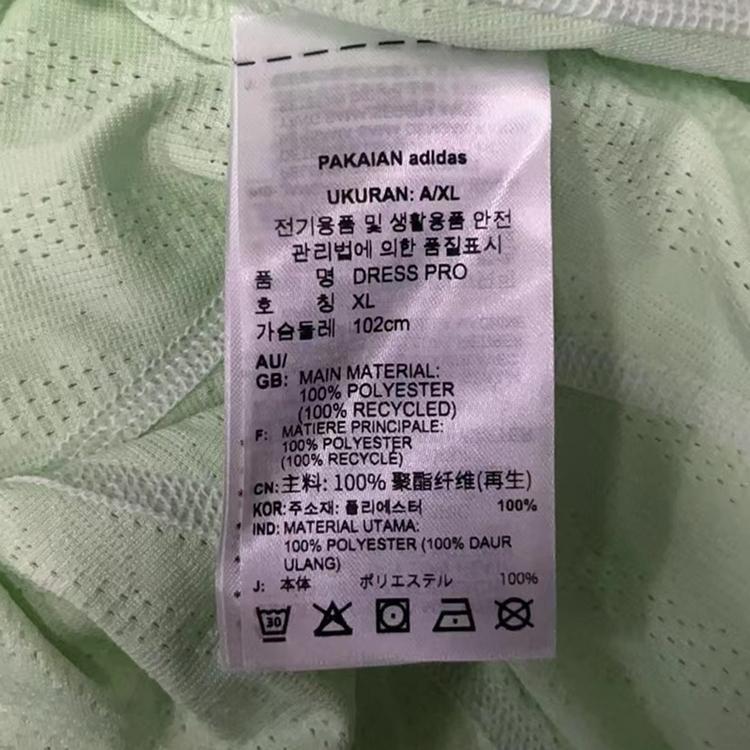 PAKAIAN adidas
UKURAN: A/XL
전기용품 및 생활용품 안전
관리법에 의한 품질표시
품 명 DRESS PRO
호 칭 XL
가슴둘레 102cm
AU/
GB: MAIN MATERIAL:
100% POLYESTER
(100% RECYCLED)
F: MATIERE PRINCIPALE:
100% POLYESTER
(100% RECYCLÉ)
CN: 主料: 100% 聚酯纤维(再生)
KOR: 주소재: 폴리에스터 100%
IND: MATERIAL UTAMA:
100% POLYESTER (100% DAUR
ULANG)
J: 本体 ポリエステル 100%
30